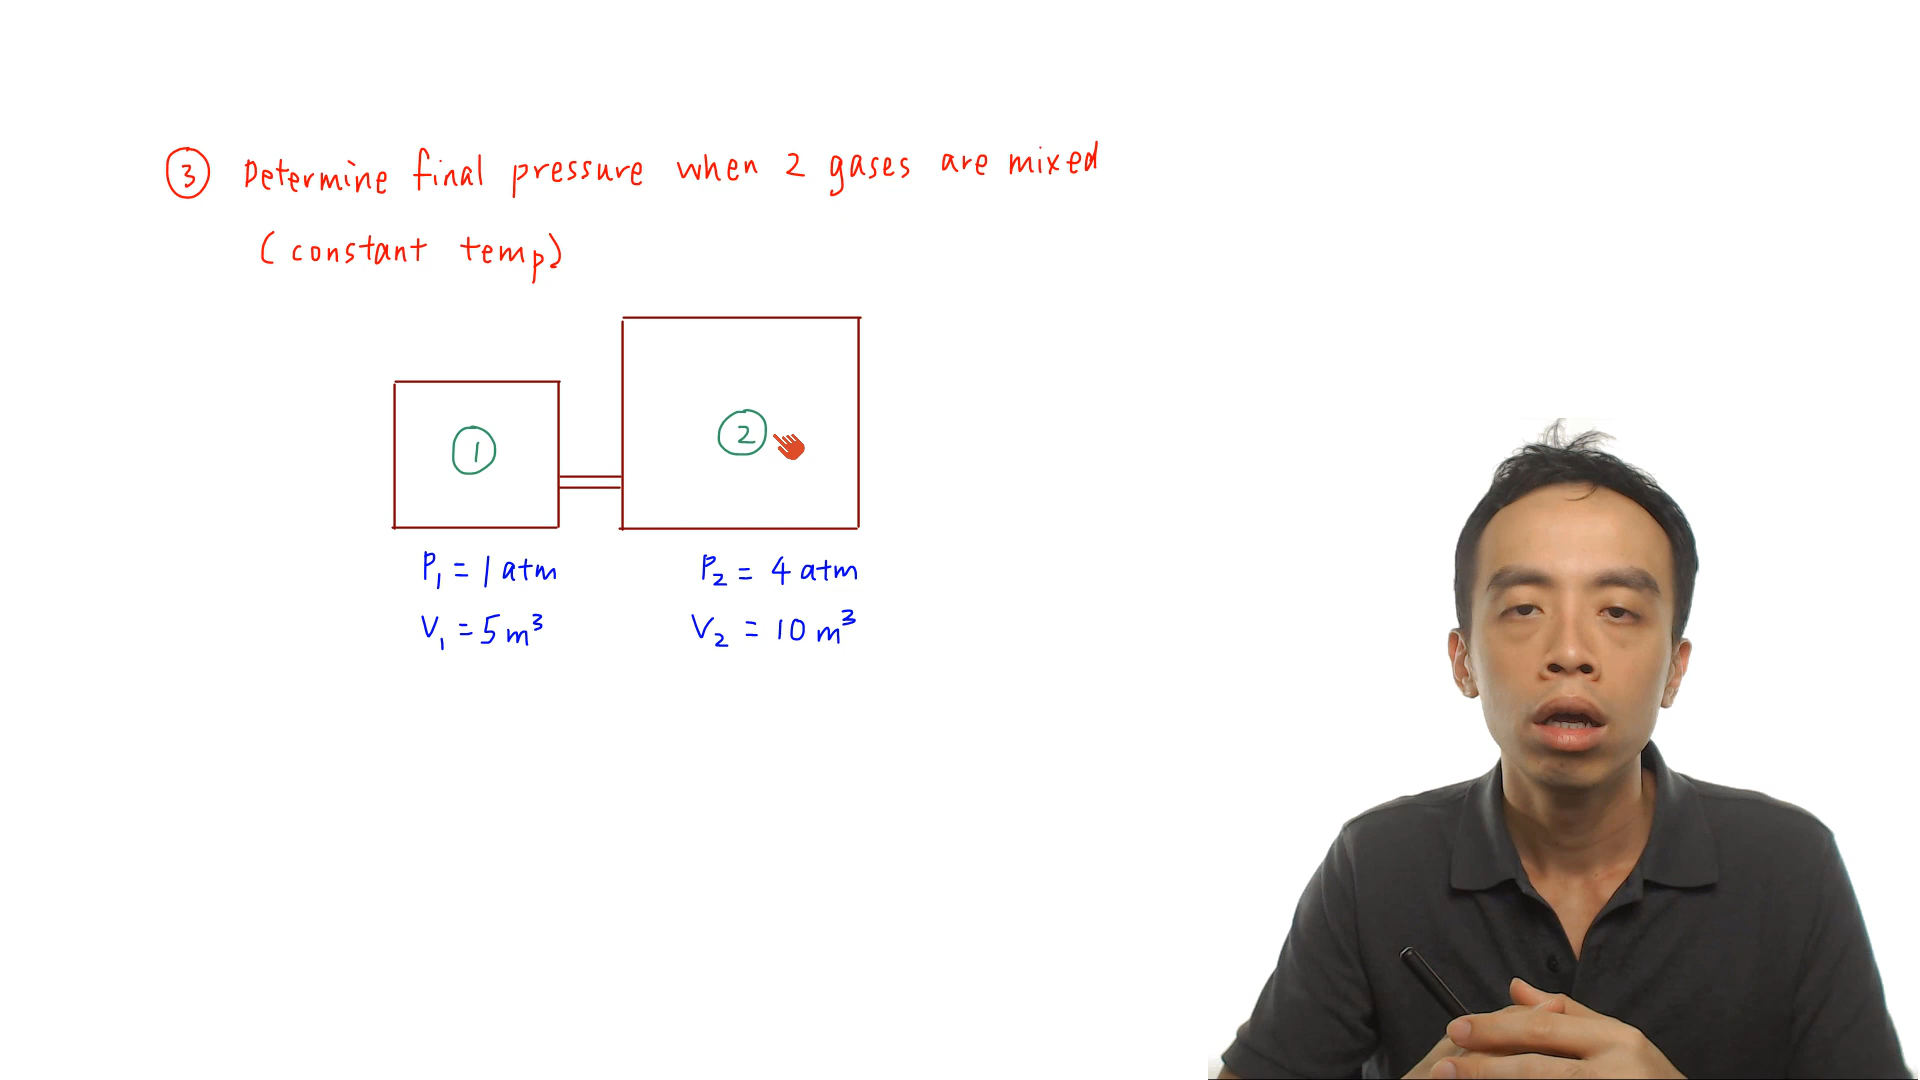 ③ Determine final pressure when 2 gases are mixed
(constant temp)
① ②
P₁ = 1 atm P₂ = 4 atm
V₁ = 5 m³ V₂ = 10 m³